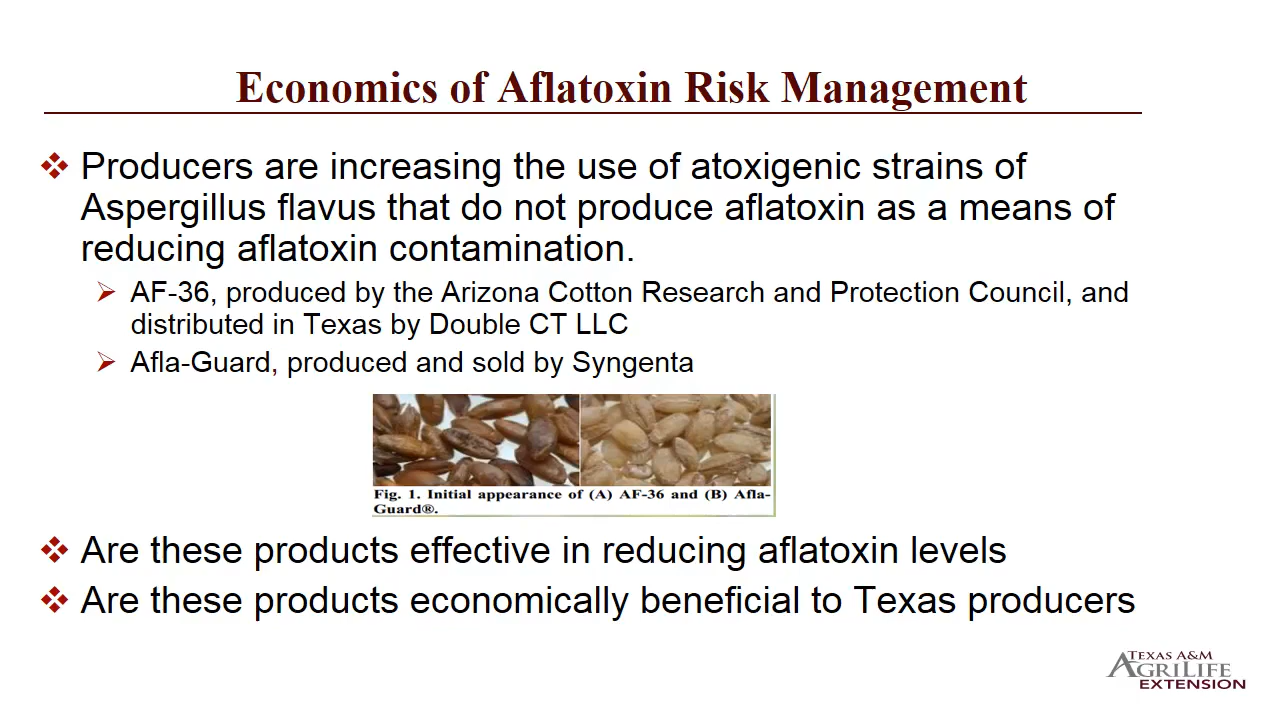 Economics of Aflatoxin Risk Management
Producers are increasing the use of atoxigenic strains of
Aspergillus flavus that do not produce aflatoxin as a means of
reducing aflatoxin contamination.
AF-36, produced by the Arizona Cotton Research and Protection Council, and
distributed in Texas by Double CT LLC
Afla-Guard, produced and sold by Syngenta
Fig. 1. Initial appearance of (A) AF-36 and (B) Afla-
Guard®.
Are these products effective in reducing aflatoxin levels
Are these products economically beneficial to Texas producers
TEXAS A&M
AGRILIFE
EXTENSION